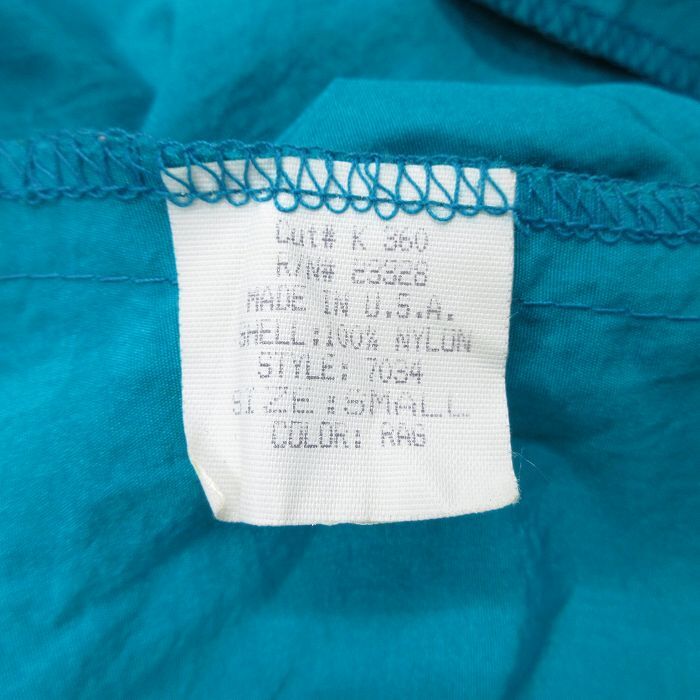 Cut# K 360
R/N# 23328
MADE IN U.S.A.
SHELL:100% NYLON
STYLE: 7034
SIZE:SMALL
COLOR: RAG